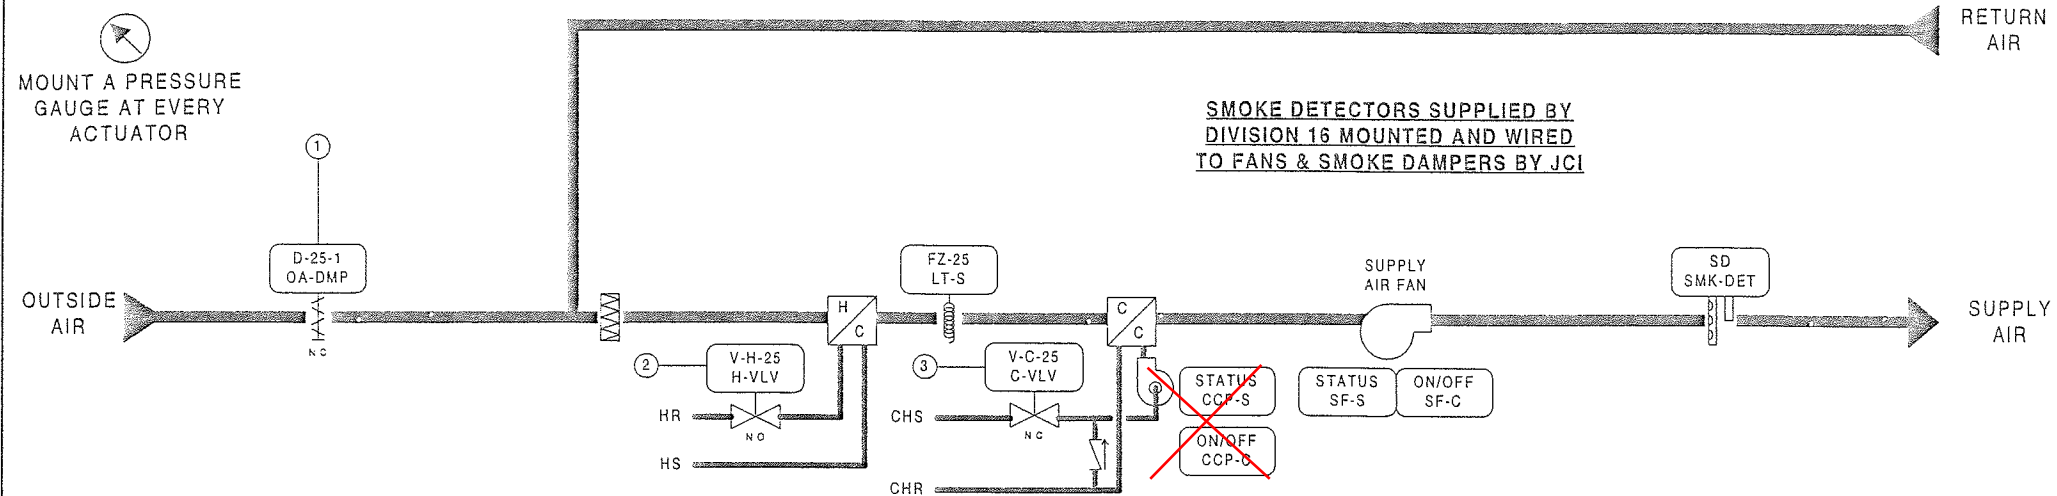 RETURN
AIR
MOUNT A PRESSURE
GAUGE AT EVERY
ACTUATOR
SMOKE DETECTORS SUPPLIED BY
DIVISION 16 MOUNTED AND WIRED
TO FANS & SMOKE DAMPERS BY JCI
1
D-25-1
OA-DMP
FZ-25
LT-S
SUPPLY
AIR FAN
SD
SMK-DET
OUTSIDE
AIR
NC
H
C
C
C
SUPPLY
AIR
2
V-H-25
H-VLV
3
V-C-25
C-VLV
STATUS
CCP-S
STATUS
SF-S
ON/OFF
SF-C
HR
NO
CHS
NC
ON/OFF
CCP-C
HS
CHR